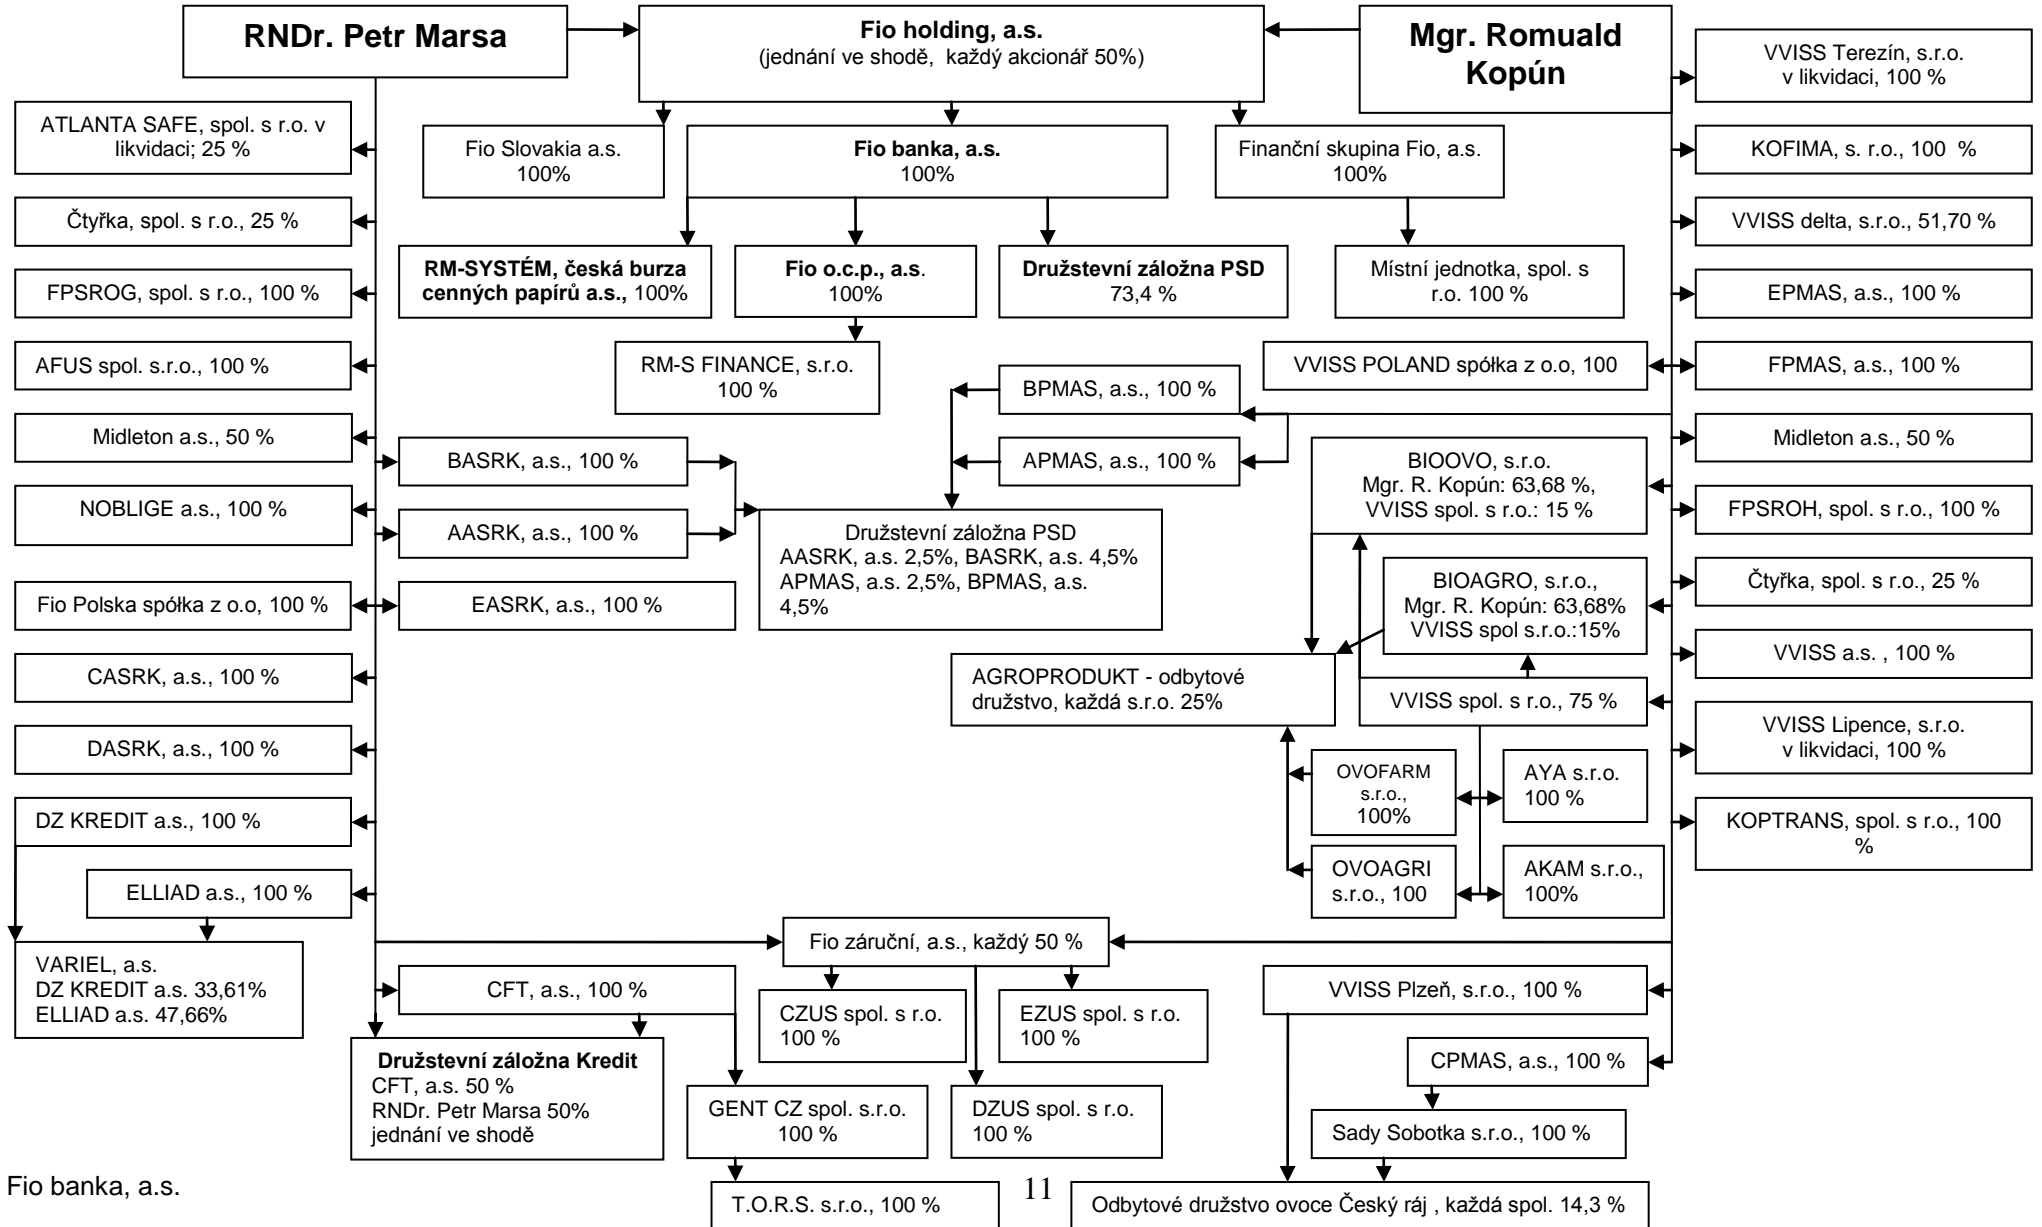 RNDr. Petr Marsa
Fio holding, a.s.
(jednání ve shodě, každý akcionář 50%)
Mgr. Romuald
Kopún
VVISS Terezín, s.r.o.
v likvidaci, 100 %
ATLANTA SAFE, spol. s r.o. v
likvidaci; 25 %
Fio Slovakia a.s.
100%
Fio banka, a.s.
100%
Finanční skupina Fio, a.s.
100%
KOFIMA, s. r.o., 100 %
Čtyřka, spol. s r.o., 25 %
VVISS delta, s.r.o., 51,70 %
RM-SYSTÉM, česká burza
cenných papírů a.s., 100%
Fio o.c.p., a.s.
100%
Družstevní záložna PSD
73,4 %
Místní jednotka, spol. s
r.o. 100 %
FPSROG, spol. s r.o., 100 %
EPMAS, a.s., 100 %
AFUS spol. s.r.o., 100 %
RM-S FINANCE, s.r.o.
100 %
BPMAS, a.s., 100 %
VVISS POLAND spółka z o.o, 100
FPMAS, a.s., 100 %
Midleton a.s., 50 %
BASRK, a.s., 100 %
APMAS, a.s., 100 %
BIOOVO, s.r.o.
Mgr. R. Kopún: 63,68 %,
VVISS spol. s r.o.: 15 %
Midleton a.s., 50 %
NOBLIGE a.s., 100 %
AASRK, a.s., 100 %
Družstevní záložna PSD
AASRK, a.s. 2,5%, BASRK, a.s. 4,5%
APMAS, a.s. 2,5%, BPMAS, a.s.
4,5%
FPSROH, spol. s r.o., 100 %
Fio Polska spółka z o.o, 100 %
EASRK, a.s., 100 %
BIOAGRO, s.r.o.,
Mgr. R. Kopún: 63,68%
VVISS spol s.r.o.:15%
Čtyřka, spol. s r.o., 25 %
CASRK, a.s., 100 %
AGROPRODUKT - odbytové
družstvo, každá s.r.o. 25%
VVISS spol. s r.o., 75 %
VVISS a.s. , 100 %
DASRK, a.s., 100 %
VVISS Lipence, s.r.o.
v likvidaci, 100 %
OVOFARM
s.r.o.,
100%
AYA s.r.o.
100 %
DZ KREDIT a.s., 100 %
KOPTRANS, spol. s r.o., 100
%
ELLIAD a.s., 100 %
OVOAGRI
s.r.o., 100
AKAM s.r.o.,
100%
VARIEL, a.s.
DZ KREDIT a.s. 33,61%
ELLIAD a.s. 47,66%
Fio záruční, a.s., každý 50 %
CFT, a.s., 100 %
CZUS spol. s r.o.
100 %
EZUS spol. s r.o.
100 %
VVISS Plzeň, s.r.o., 100 %
Družstevní záložna Kredit
CFT, a.s. 50 %
RNDr. Petr Marsa 50%
jednání ve shodě
CPMAS, a.s., 100 %
GENT CZ spol. s.r.o.
100 %
DZUS spol. s r.o.
100 %
Sady Sobotka s.r.o., 100 %
T.O.R.S. s.r.o., 100 %
Odbytové družstvo ovoce Český ráj , každá spol. 14,3 %
Fio banka, a.s.
11